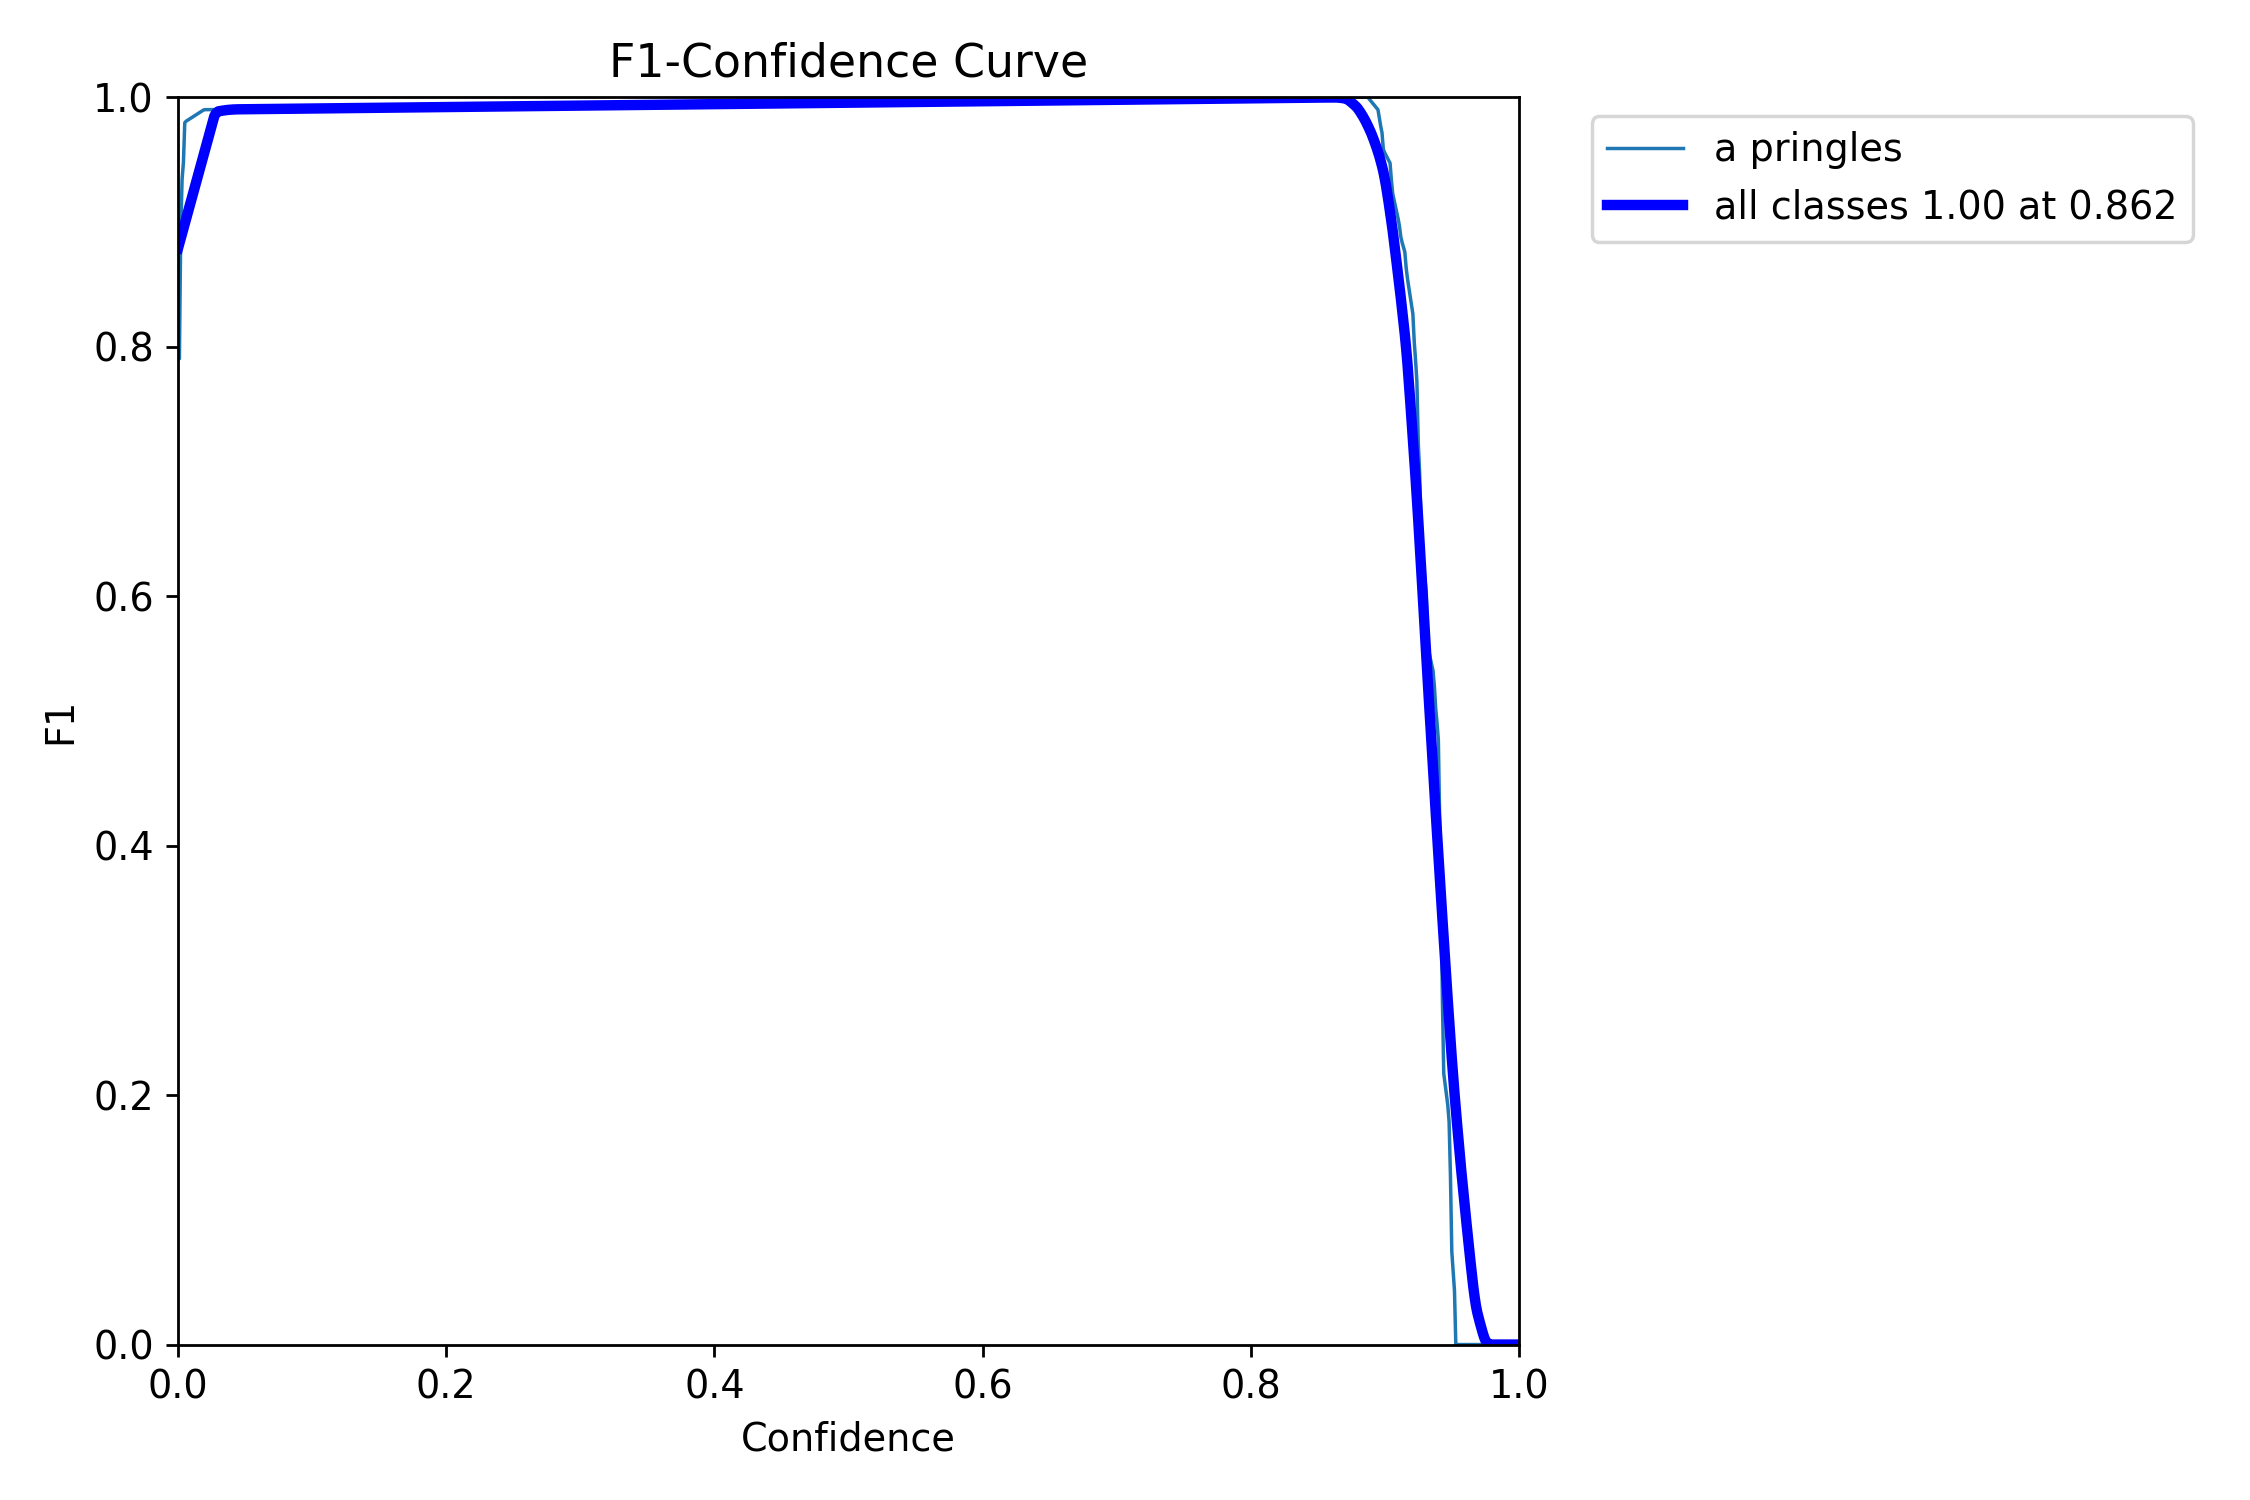 F1-Confidence Curve
a pringles
all classes 1.00 at 0.862
F1
1.0
0.8
0.6
0.4
0.2
0.0
0.0 0.2 0.4 0.6 0.8 1.0
Confidence